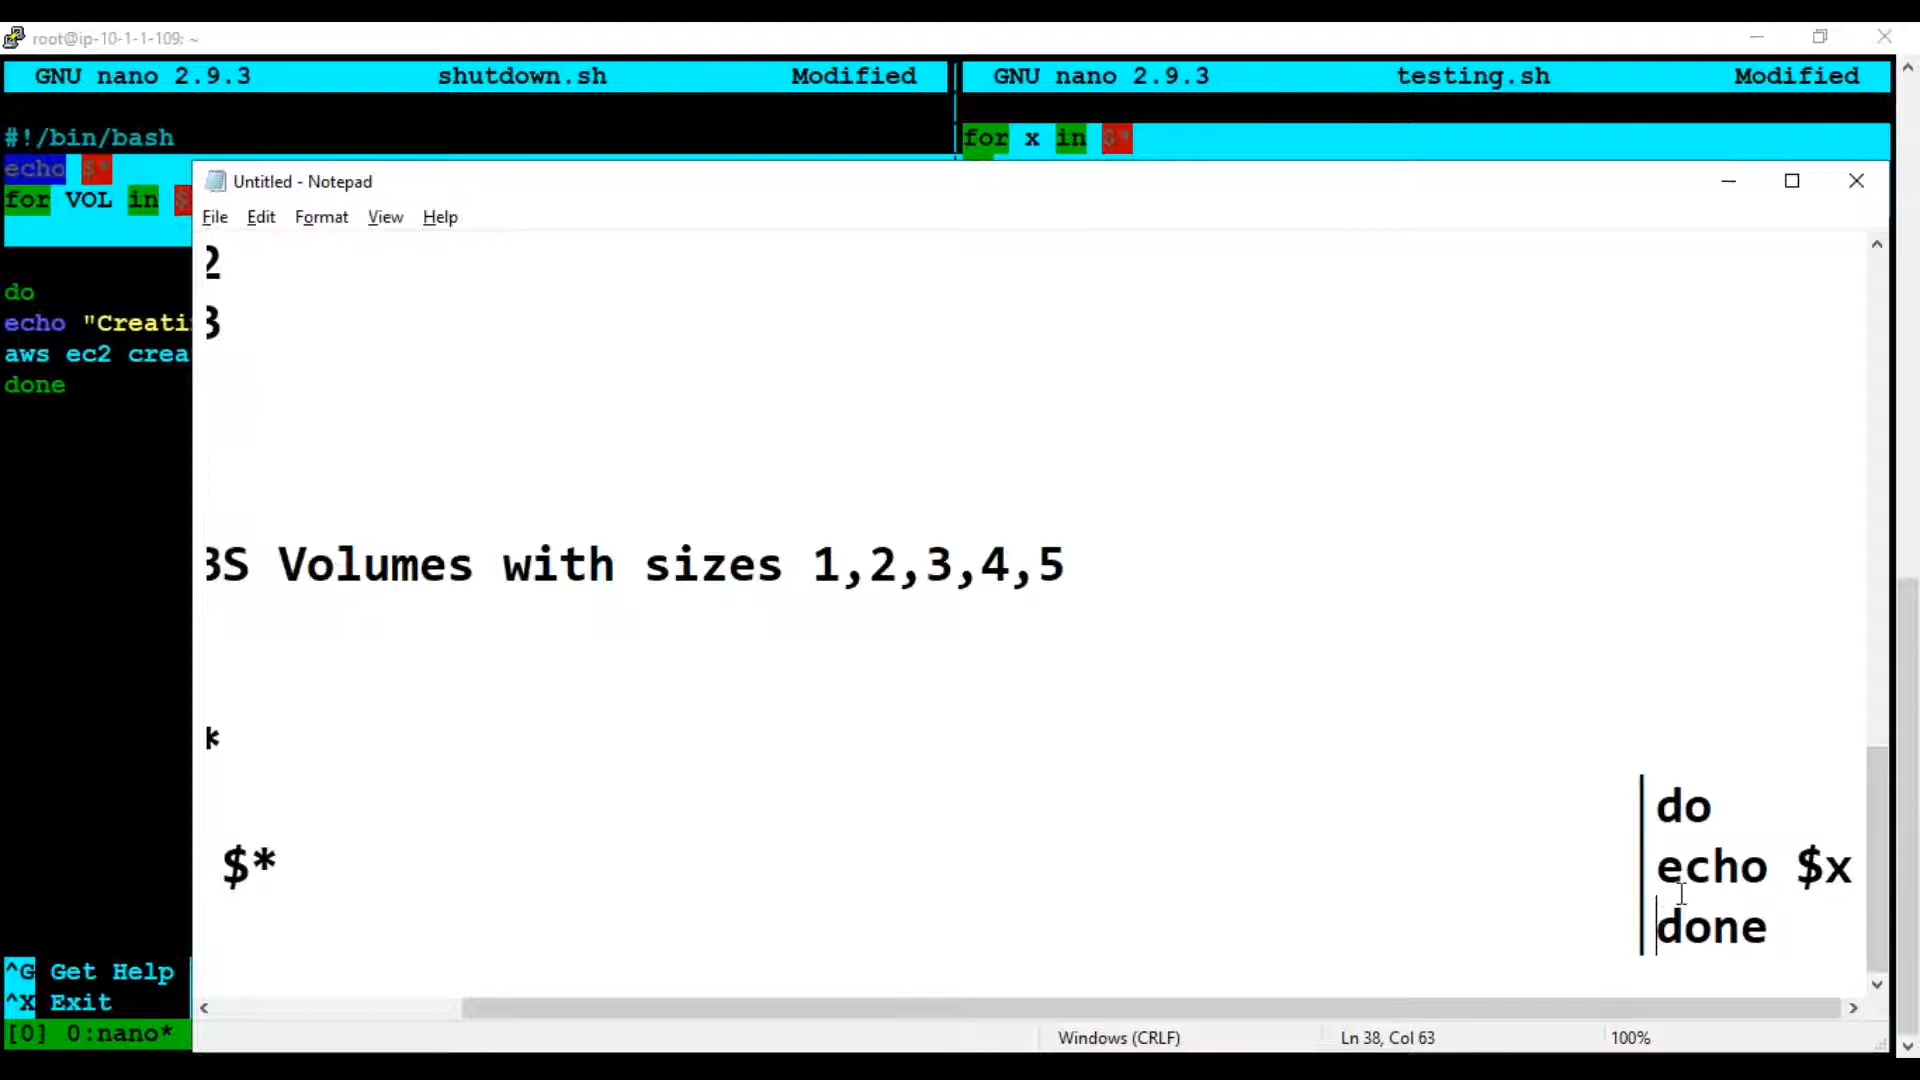 root@ip-10-1-1-109: ~
GNU nano 2.9.3 shutdown.sh Modified
GNU nano 2.9.3 testing.sh Modified
#!/bin/bash
echo $*
for VOL in $
do
echo "Creati
aws ec2 crea
done
for x in $*
Untitled - Notepad
File Edit Format View Help
2
3
BS Volumes with sizes 1,2,3,4,5
*
$*
do
echo $x
done
^G Get Help
^X Exit
[0] 0:nano*
Windows (CRLF) Ln 38, Col 63 100%